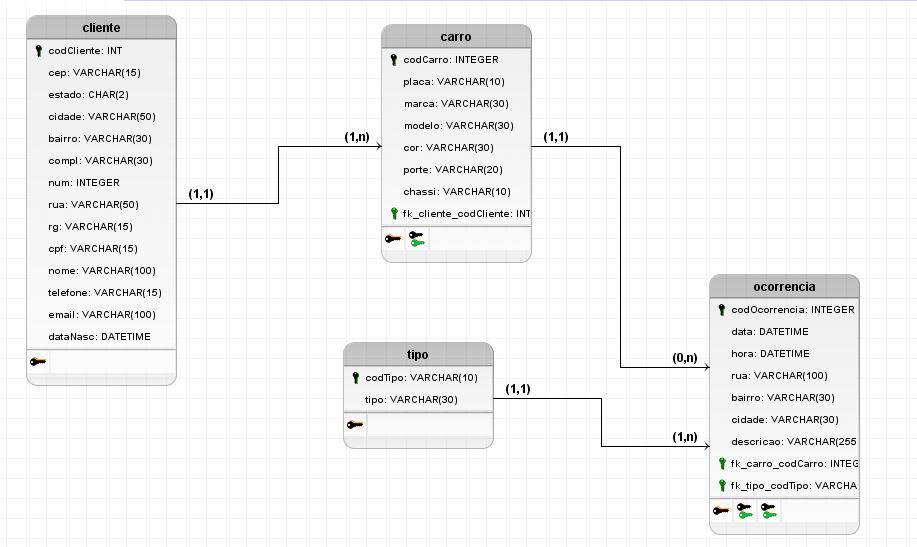 cliente
codCliente: INT
cep: VARCHAR(15)
estado: CHAR(2)
cidade: VARCHAR(50)
bairro: VARCHAR(30)
compl: VARCHAR(30)
num: INTEGER
rua: VARCHAR(50)
rg: VARCHAR(15)
cpf: VARCHAR(15)
nome: VARCHAR(100)
telefone: VARCHAR(15)
email: VARCHAR(100)
dataNasc: DATETIME
(1,1)
(1,n)
carro
codCarro: INTEGER
placa: VARCHAR(10)
marca: VARCHAR(30)
modelo: VARCHAR(30)
cor: VARCHAR(30)
porte: VARCHAR(20)
chassi: VARCHAR(10)
fk_cliente_codCliente: INT
(1,1)
(0,n)
tipo
codTipo: VARCHAR(10)
tipo: VARCHAR(30)
(1,1)
(1,n)
ocorrencia
codOcorrencia: INTEGER
data: DATETIME
hora: DATETIME
rua: VARCHAR(100)
bairro: VARCHAR(30)
cidade: VARCHAR(30)
descricao: VARCHAR(255
fk_carro_codCarro: INTEG
fk_tipo_codTipo: VARCHA